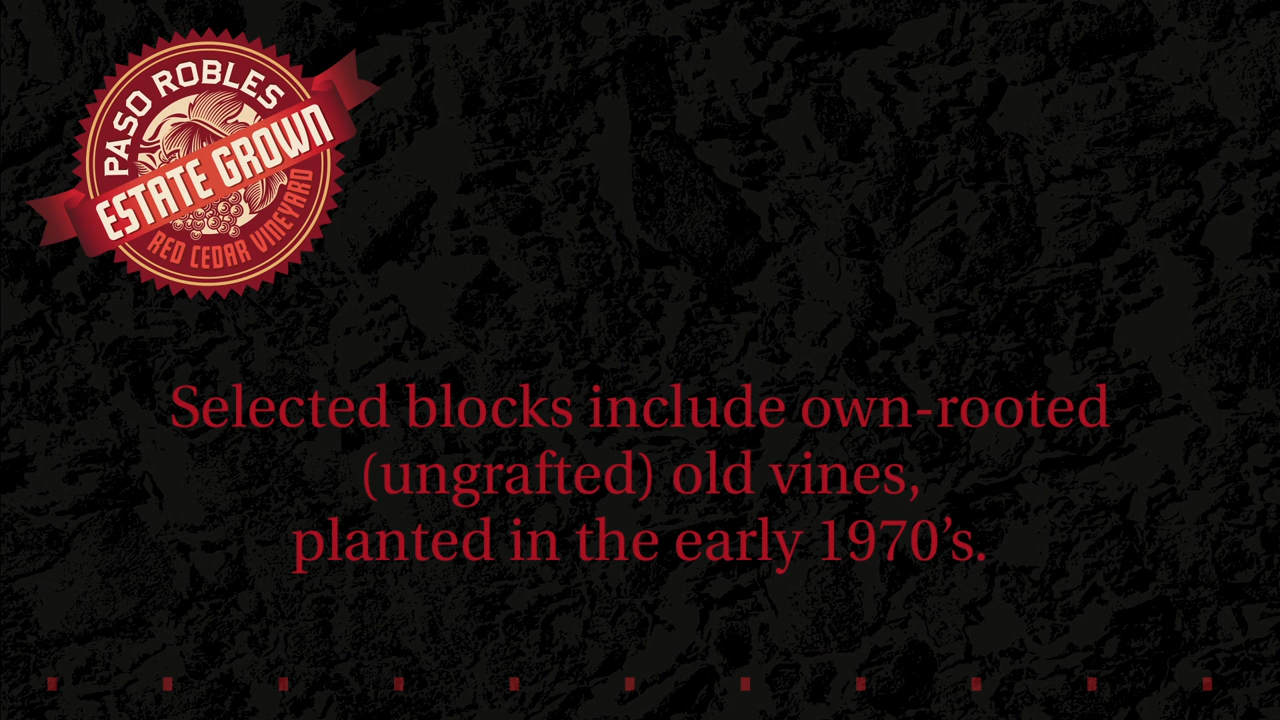 PASO ROBLES
ESTATE GROWN
RED CEDAR VINEYARD
Selected blocks include own-rooted
(ungrafted) old vines,
planted in the early 1970’s.